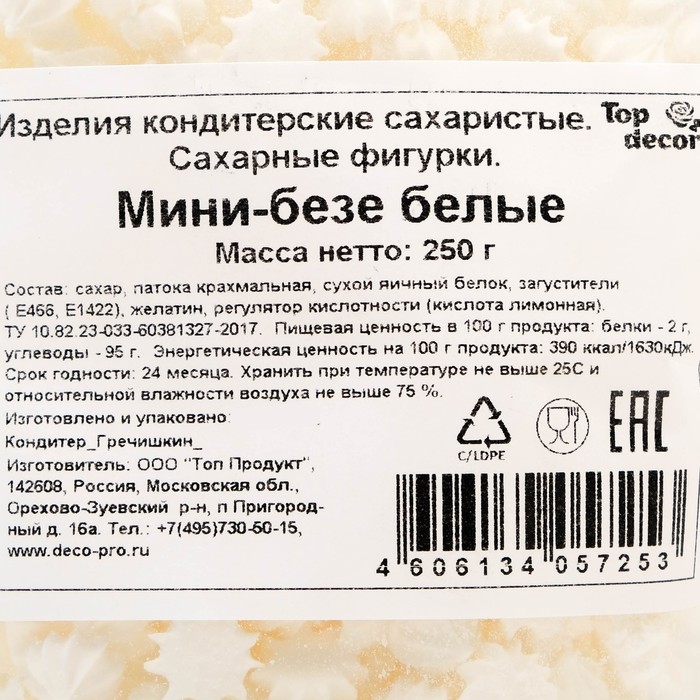 Изделия кондитерские сахаристые.
Сахарные фигурки.
Top
decor
Мини-безе белые
Масса нетто: 250 г
Состав: сахар, патока крахмальная, сухой яичный белок, загустители
( Е466, Е1422), желатин, регулятор кислотности (кислота лимонная).
ТУ 10.82.23-033-60381327-2017. Пищевая ценность в 100 г продукта: белки - 2 г,
углеводы - 95 г. Энергетическая ценность на 100 г продукта: 390 ккал/1630кДж.
Срок годности: 24 месяца. Хранить при температуре не выше 25С и
относительной влажности воздуха не выше 75 %.
Изготовлено и упаковано:
Кондитер_Гречишкин_
Изготовитель: ООО "Топ Продукт",
142608, Россия, Московская обл.,
Орехово-Зуевский р-н, п Пригород-
ный д. 16а. Тел.: +7(495)730-50-15,
www.deco-pro.ru
C/LDPE
EAC
4 606134 057253